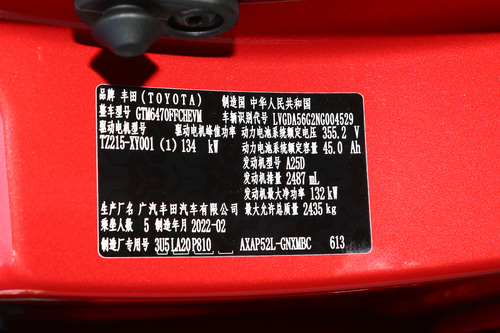 品牌 丰田(TOYOTA) 制造国 中华人民共和国
整车型号 GTM6470FFCHEVM 车辆识别代号 LVGDA56G2NG004529
驱动电机型号 驱动电机峰值功率 动力电池系统额定电压 355.2 V
TZ215-XY001 (1) 134 kW 动力电池系统额定容量 45.0 Ah
发动机型号 A25D
发动机排量 2487 mL
发动机最大净功率 132 kW
生产厂名 广汽丰田汽车有限公司 最大允许总质量 2435 kg
乘坐人数 5 制造年月 2022-02
制造厂专用号 3U5LA20P810 AXAP52L-GNXMBC 613